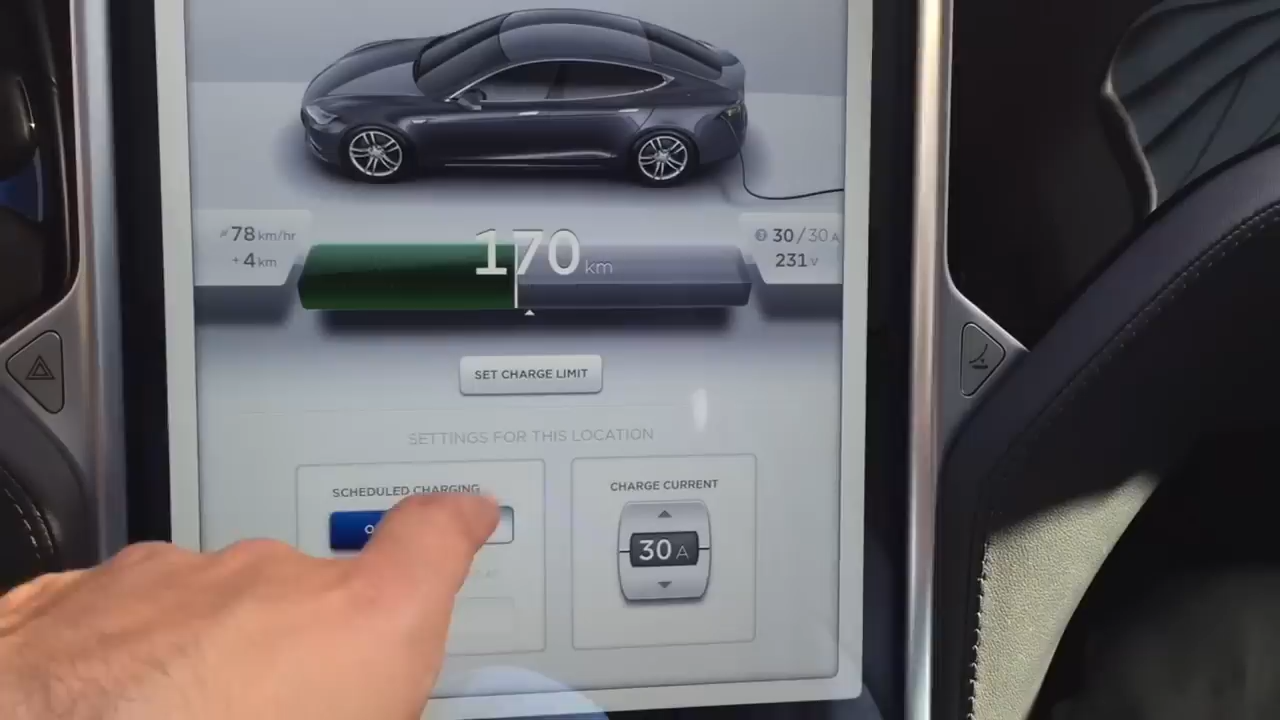 78 km/hr
+4 km
170 km
3 30/30 A
231 V
SET CHARGE LIMIT
SETTINGS FOR THIS LOCATION
SCHEDULED CHARGING
CHARGE CURRENT
30 A